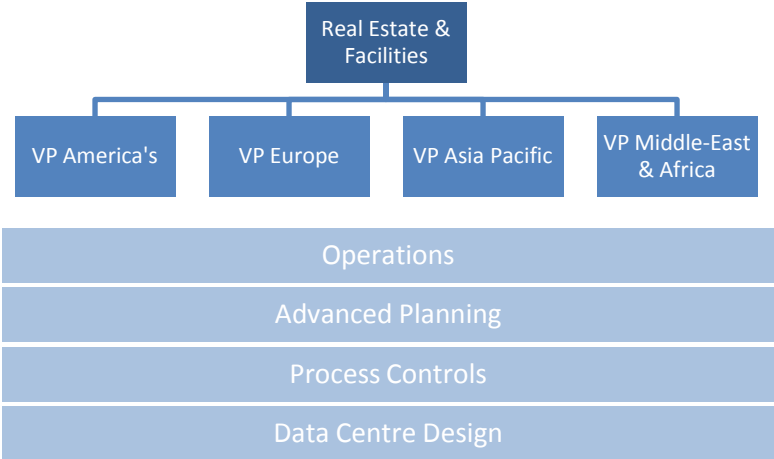 Real Estate &
Facilities
VP America's
VP Europe
VP Asia Pacific
VP Middle-East
& Africa
Operations
Advanced Planning
Process Controls
Data Centre Design